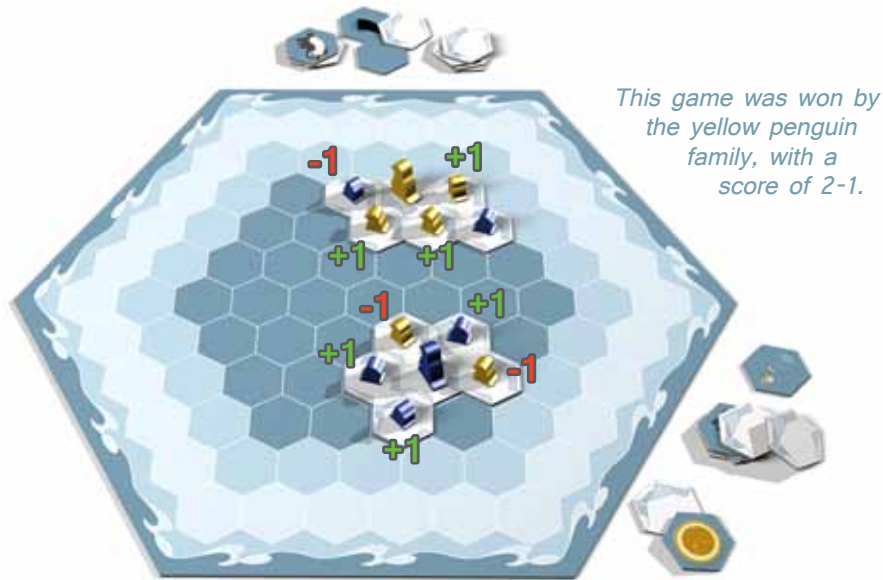 This game was won by
the yellow penguin
family, with a
score of 2-1.
-1
+1
+1
+1
-1
+1
+1
-1
+1